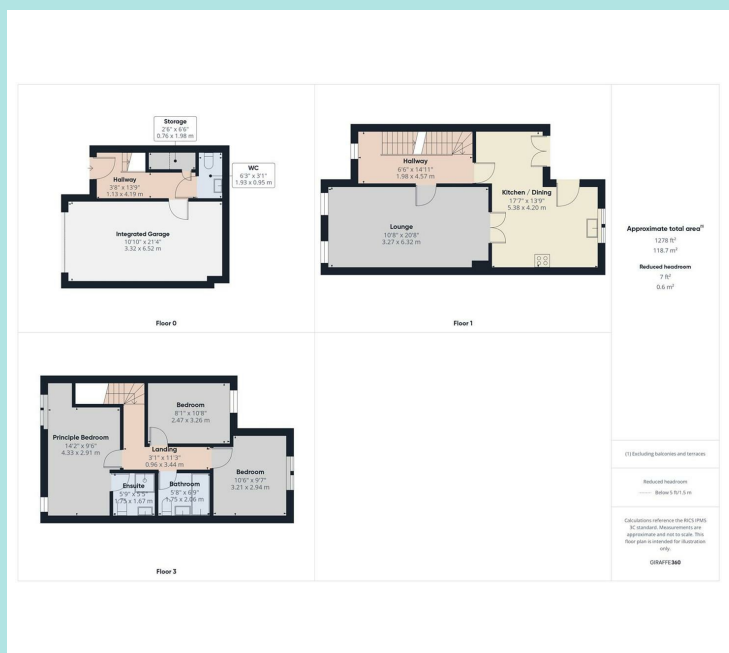 Storage
2'6" x 6'6"
0.76 x 1.98 m
WC
6'3" x 3'1"
1.93 x 0.95 m
Hallway
3'8" x 13'9"
1.13 x 4.19 m
Integrated Garage
10'10" x 21'4"
3.32 x 6.52 m
Floor 0
Hallway
6'6" x 14'11"
1.98 x 4.57 m
Kitchen / Dining
17'7" x 13'9"
5.38 x 4.20 m
Lounge
10'8" x 20'8"
3.27 x 6.32 m
Floor 1
Approximate total area(1)
1278 ft²
118.7 m²
Reduced headroom
7 ft²
0.6 m²
Bedroom
8'1" x 10'8"
2.47 x 3.26 m
Principle Bedroom
14'2" x 9'6"
4.33 x 2.91 m
Landing
3'1" x 11'3"
0.96 x 3.44 m
Bedroom
10'6" x 9'7"
3.21 x 2.94 m
Ensuite
5'9" x 5'5"
1.75 x 1.67 m
Bathroom
5'8" x 6'9"
1.75 x 2.06 m
Floor 3
(1) Excluding balconies and terraces
Reduced headroom
Below 5 ft/1.5 m
Calculations reference the RICS IPMS
3C standard. Measurements are
approximate and not to scale. This
floor plan is intended for illustration
only.
GIRAFFE360